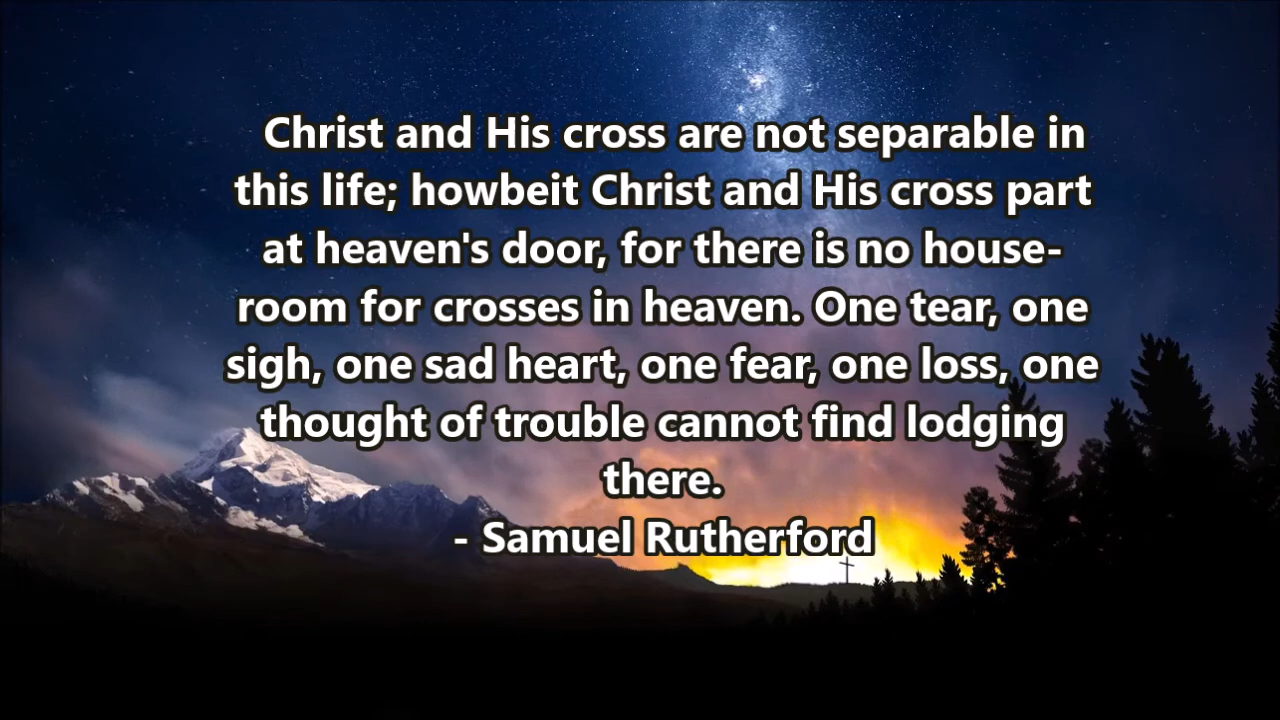 Christ and His cross are not separable in
this life; howbeit Christ and His cross part
at heaven's door, for there is no house-
room for crosses in heaven. One tear, one
sigh, one sad heart, one fear, one loss, one
thought of trouble cannot find lodging
there.
- Samuel Rutherford